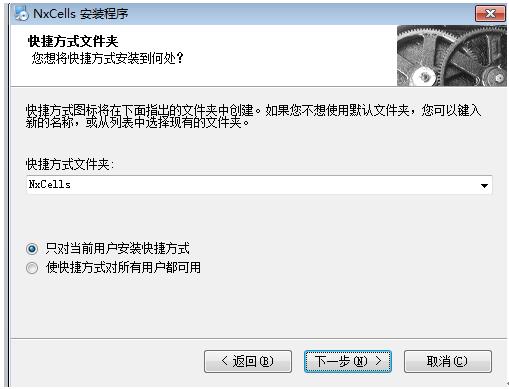 NxCells 安装程序
快捷方式文件夹
您想将快捷方式安装到何处?
快捷方式图标将在下面指出的文件夹中创建。如果您不想使用默认文件夹，您可以键入
新的名称，或从列表中选择现有的文件夹。
快捷方式文件夹:
NxCells
只对当前用户安装快捷方式
使快捷方式对所有用户都可用
< 返回(B)
下一步(N) >
取消(C)